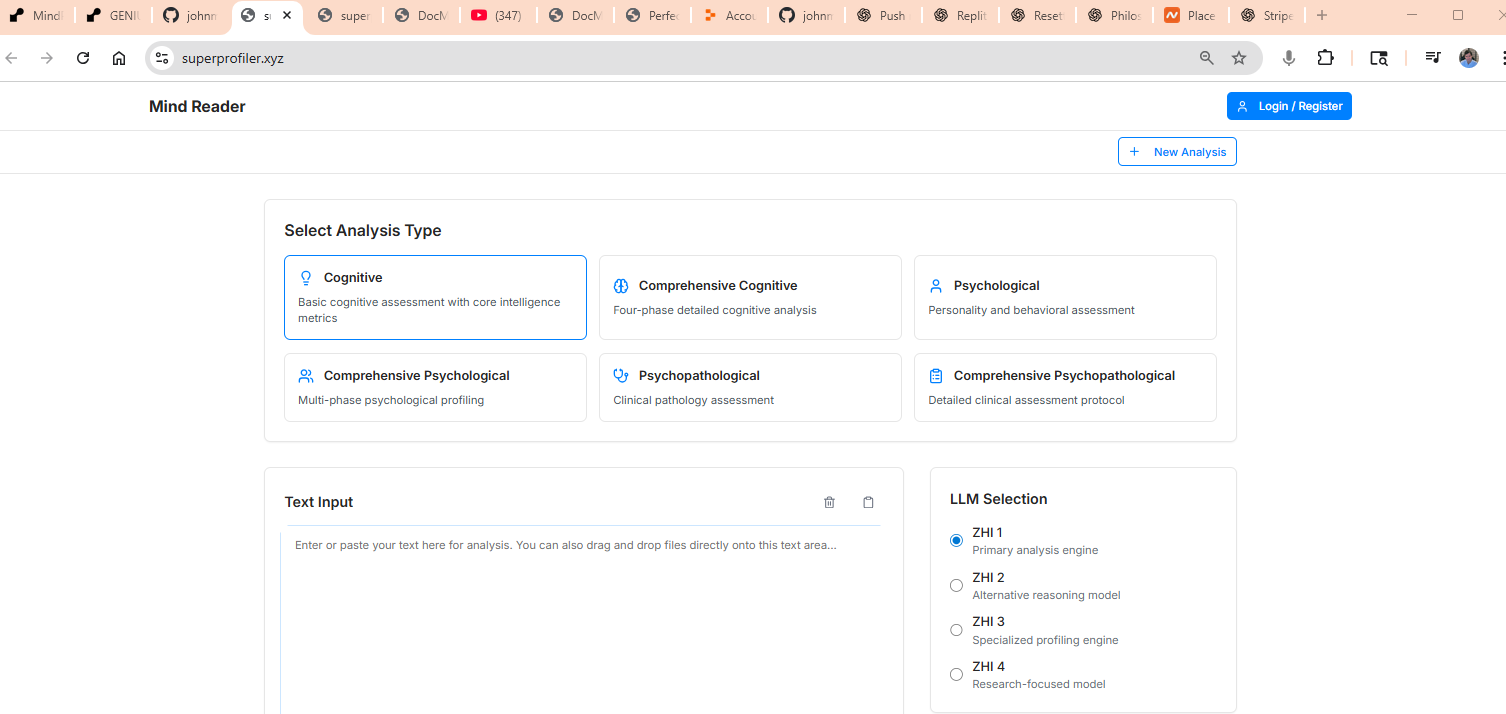 Mind
GENI
johnn
su
super
DocM
(347)
DocM
Perfec
Accou
johnn
Push
Replit
Reset
Philos
Place
Stripe
superprofiler.xyz
Mind Reader
Login / Register
New Analysis
Select Analysis Type
Cognitive
Basic cognitive assessment with core intelligence
metrics
Comprehensive Cognitive
Four-phase detailed cognitive analysis
Psychological
Personality and behavioral assessment
Comprehensive Psychological
Multi-phase psychological profiling
Psychopathological
Clinical pathology assessment
Comprehensive Psychopathological
Detailed clinical assessment protocol
Text Input
Enter or paste your text here for analysis. You can also drag and drop files directly onto this text area...
LLM Selection
ZHI 1
Primary analysis engine
ZHI 2
Alternative reasoning model
ZHI 3
Specialized profiling engine
ZHI 4
Research-focused model